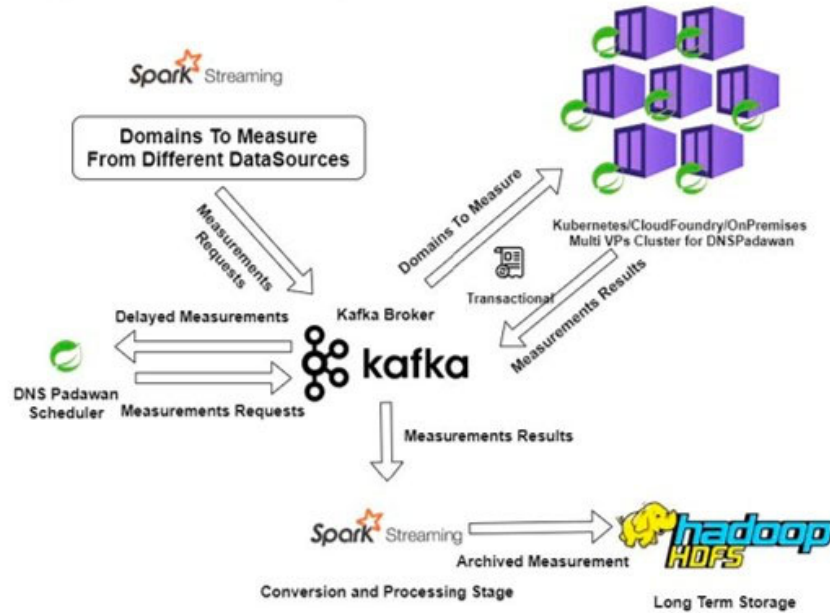 Spark Streaming
Domains To Measure
From Different DataSources
Measurements
Requests
Domains To Measure
Kubernetes/CloudFoundry/OnPremises
Multi VPs Cluster for DNSPadawan
Transactional
Measurements Results
Delayed Measurements
Kafka Broker
kafka
DNS Padawan
Scheduler
Measurements Requests
Measurements Results
Spark Streaming
Archived Measurement
hadoop
HDFS
Conversion and Processing Stage
Long Term Storage